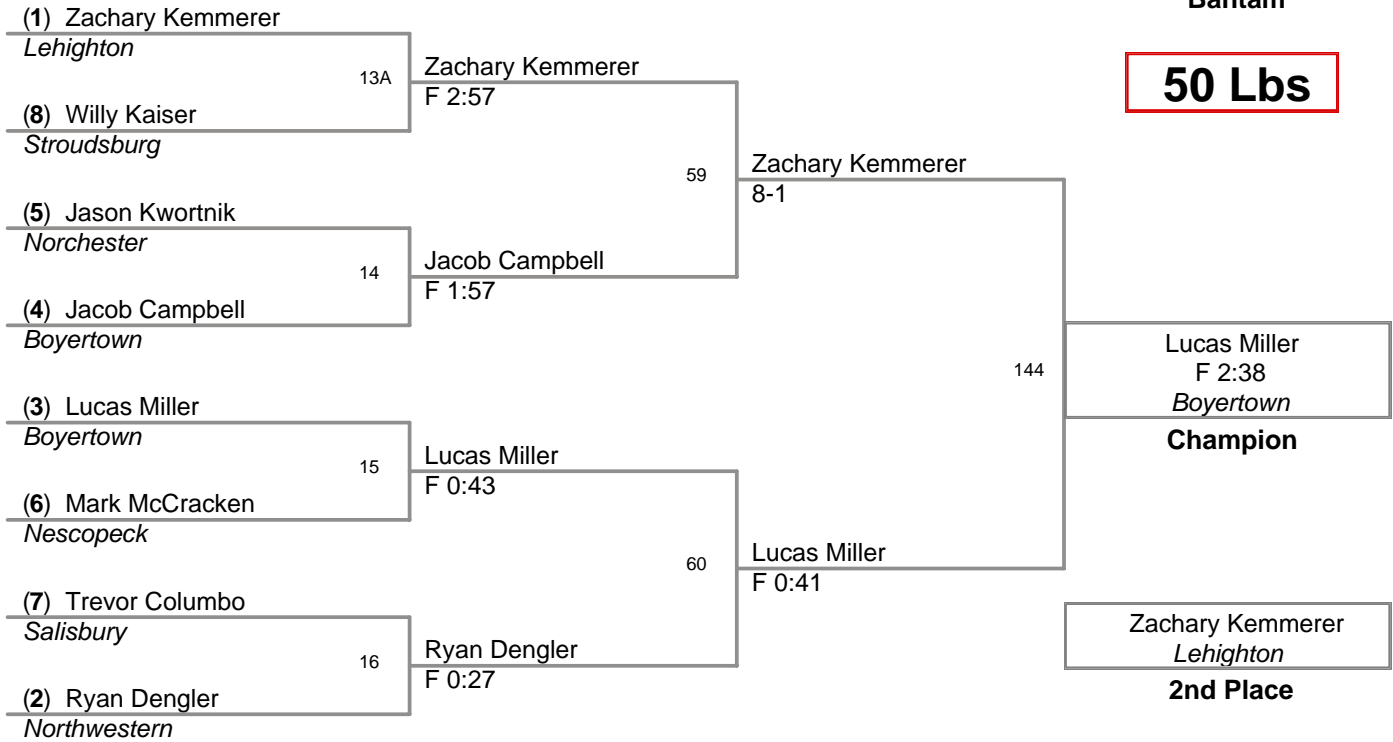 Bantam
50 Lbs
(1) Zachary Kemmerer
Lehighton
13A
(8) Willy Kaiser
Stroudsburg
Zachary Kemmerer
F 2:57
(5) Jason Kwortnik
Norchester
14
(4) Jacob Campbell
Boyertown
Jacob Campbell
F 1:57
59
Zachary Kemmerer
8-1
(3) Lucas Miller
Boyertown
15
(6) Mark McCracken
Nescopeck
Lucas Miller
F 0:43
(7) Trevor Columbo
Salisbury
16
(2) Ryan Dengler
Northwestern
Ryan Dengler
F 0:27
60
Lucas Miller
F 0:41
144
Lucas Miller
F 2:38
Boyertown
Champion
Zachary Kemmerer
Lehighton
2nd Place